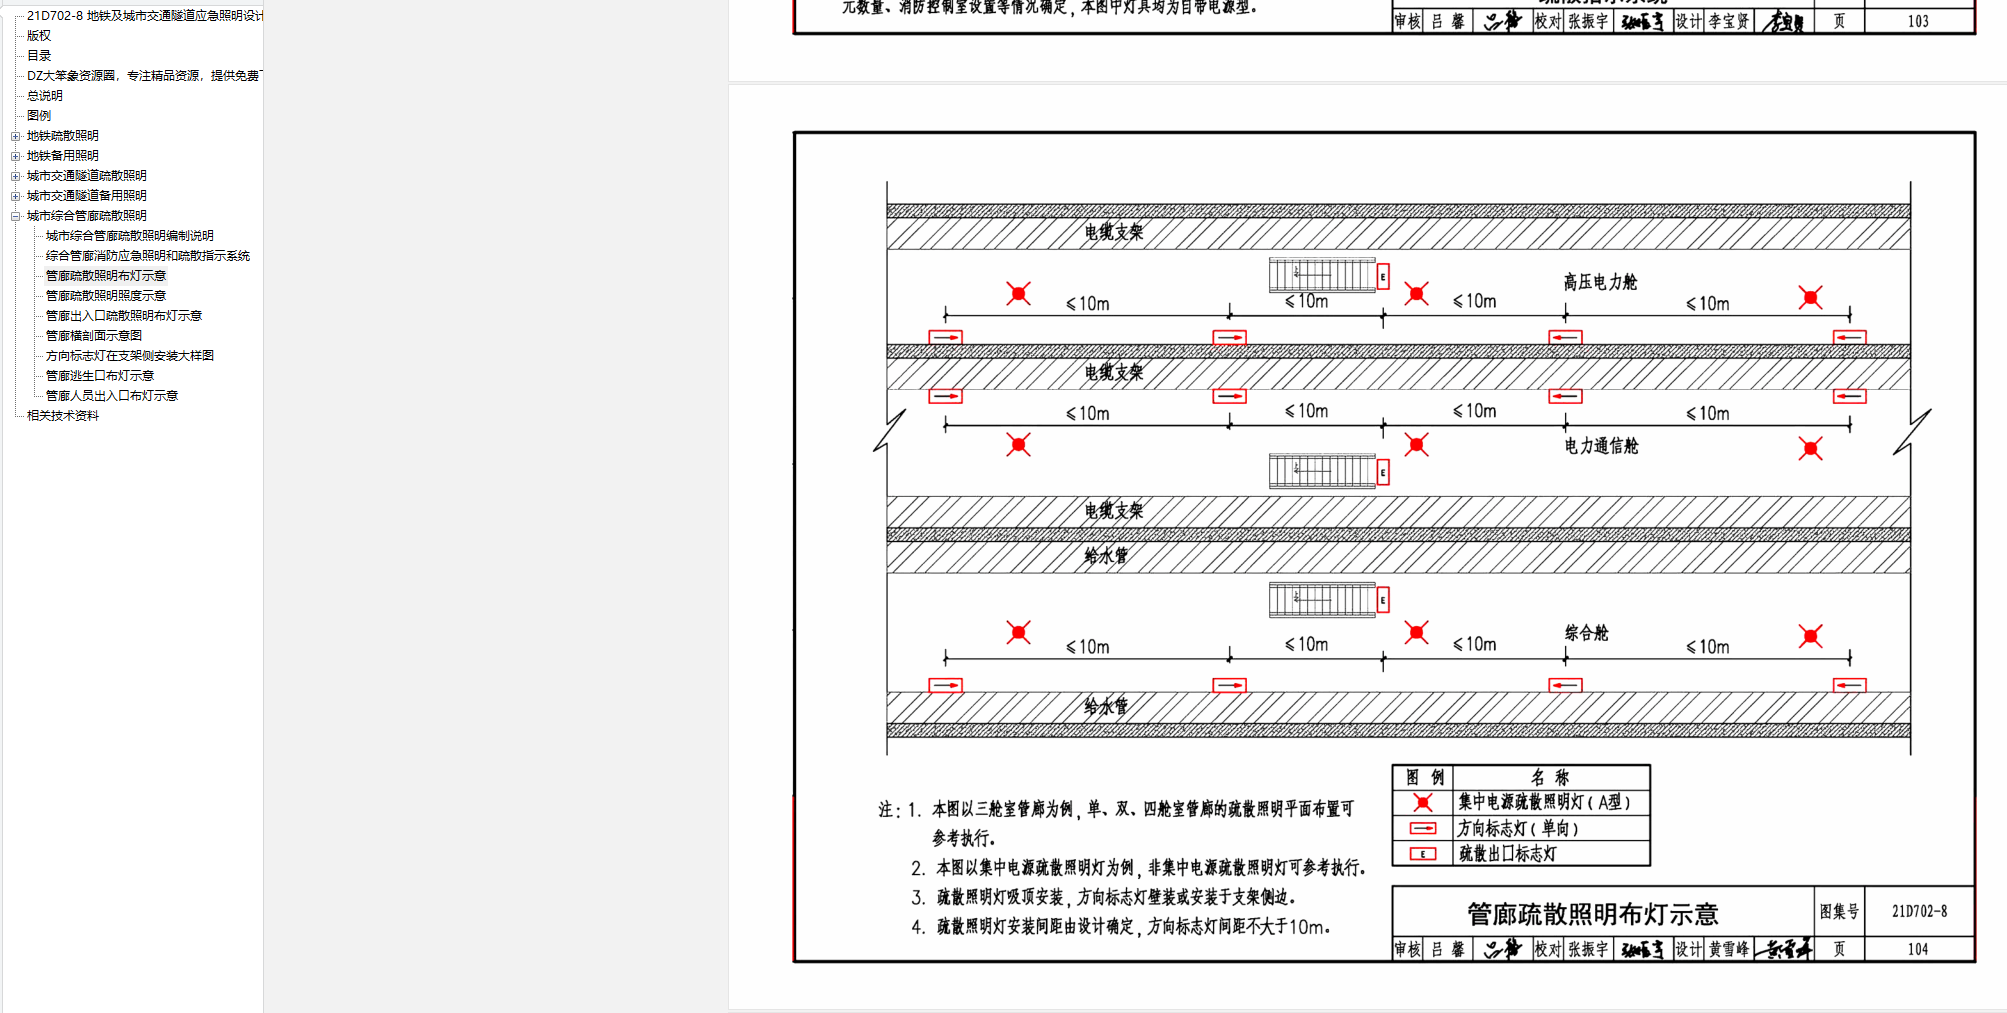 21D702-8 地铁及城市交通隧道应急照明设计
版权
目录
DZ大笨象资源圈，专注精品资源，提供免费
总说明
图例
地铁疏散照明
地铁备用照明
城市交通隧道疏散照明
城市交通隧道备用照明
城市综合管廊疏散照明
城市综合管廊疏散照明编制说明
综合管廊消防应急照明和疏散指示系统
管廊疏散照明布灯示意
管廊疏散照明照度示意
管廊出入口疏散照明布灯示意
管廊横剖面示意图
方向标志灯在支架侧安装大样图
管廊逃生口布灯示意
管廊人员出入口布灯示意
相关技术资料
元数量、消防控制室设置等情况确定，本图中灯具均为自带电源型。
疏散指示系统
审核 吕馨 校对 张振宇 设计 李宝贤 页 103
电缆支架
E
高压电力舱
≤10m ≤10m ≤10m ≤10m
电缆支架
≤10m ≤10m ≤10m ≤10m
电力通信舱
E
电缆支架
给水管
E
综合舱
≤10m ≤10m ≤10m ≤10m
给水管
图例 名称
集中电源疏散照明灯(A型)
方向标志灯(单向)
E 疏散出口标志灯
注：1. 本图以三舱室管廊为例，单、双、四舱室管廊的疏散照明平面布置可
参考执行。
2. 本图以集中电源疏散照明灯为例，非集中电源疏散照明灯可参考执行。
3. 疏散照明灯吸顶安装，方向标志灯壁装或安装于支架侧边。
4. 疏散照明灯安装间距由设计确定，方向标志灯间距不大于10m。
管廊疏散照明布灯示意 图集号 21D702-8
审核 吕馨 校对 张振宇 设计 黄雪峰 页 104